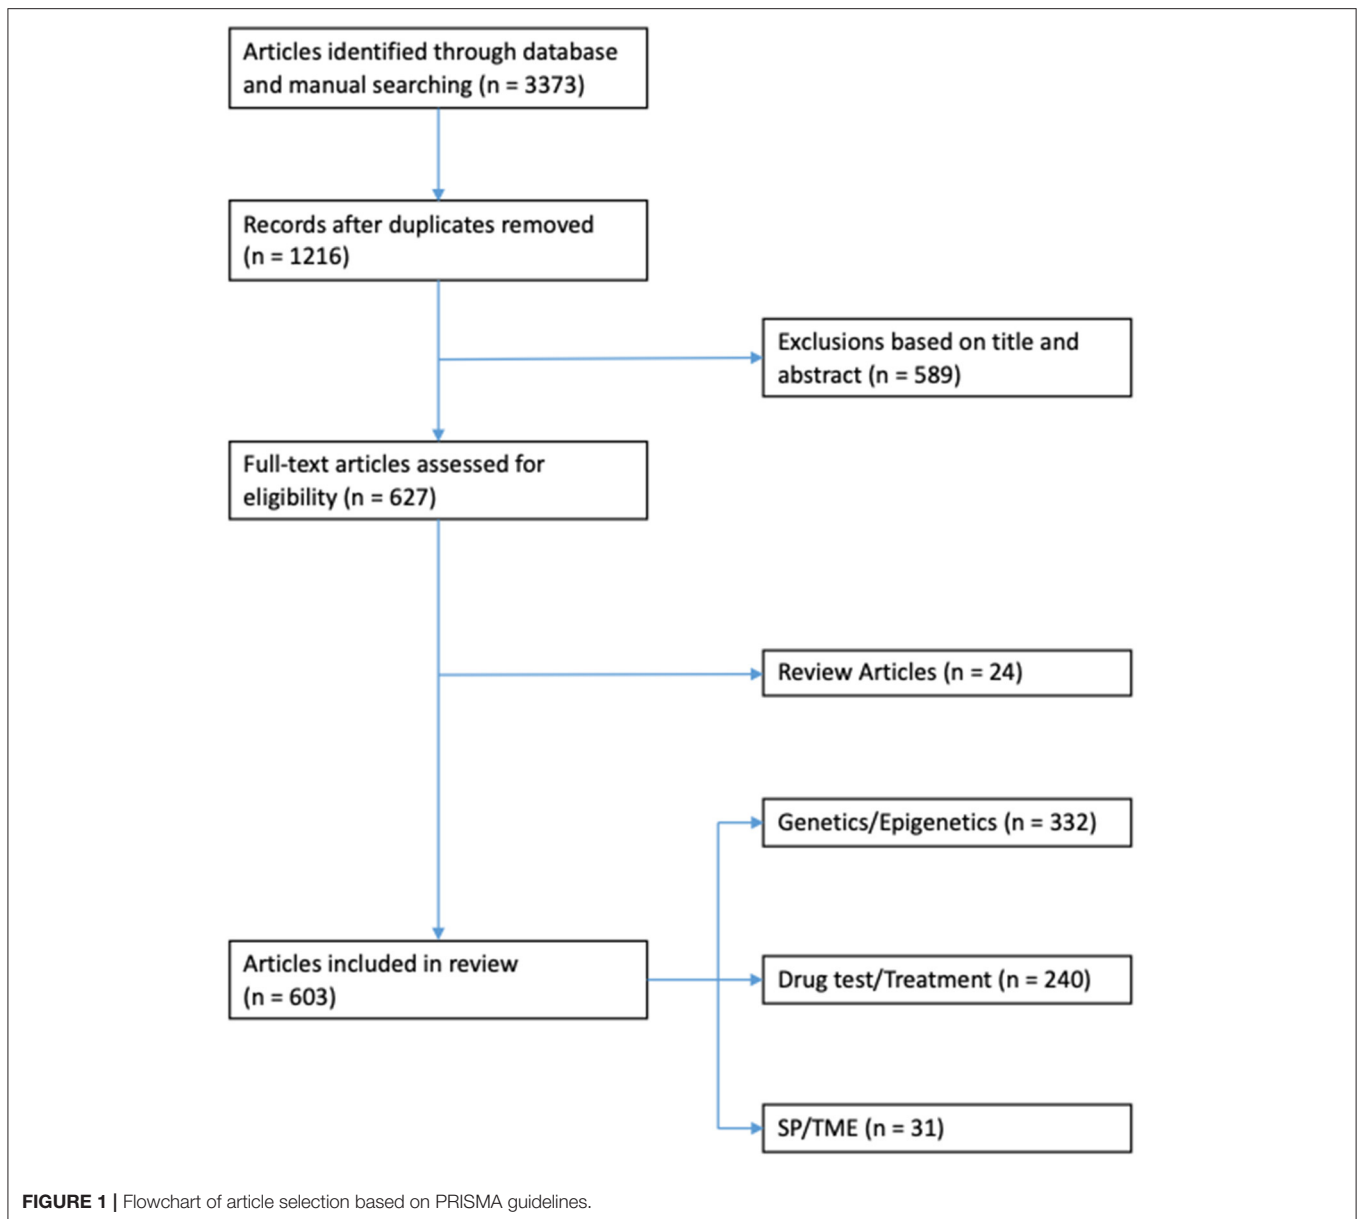 Articles identified through database
and manual searching (n = 3373)
Records after duplicates removed
(n = 1216)
Exclusions based on title and
abstract (n = 589)
Full-text articles assessed for
eligibility (n = 627)
Review Articles (n = 24)
Genetics/Epigenetics (n = 332)
Articles included in review
(n = 603)
Drug test/Treatment (n = 240)
SP/TME (n = 31)
FIGURE 1 | Flowchart of article selection based on PRISMA guidelines.